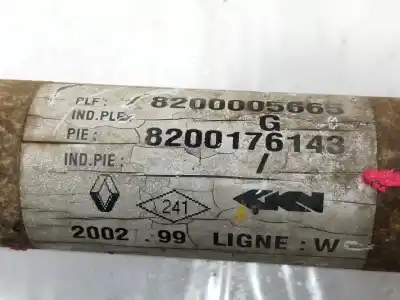 PLF: 8200005665
IND.PLF: G
PIE: 8200176143
IND.PIE: /
241
2002.99 LIGNE: W